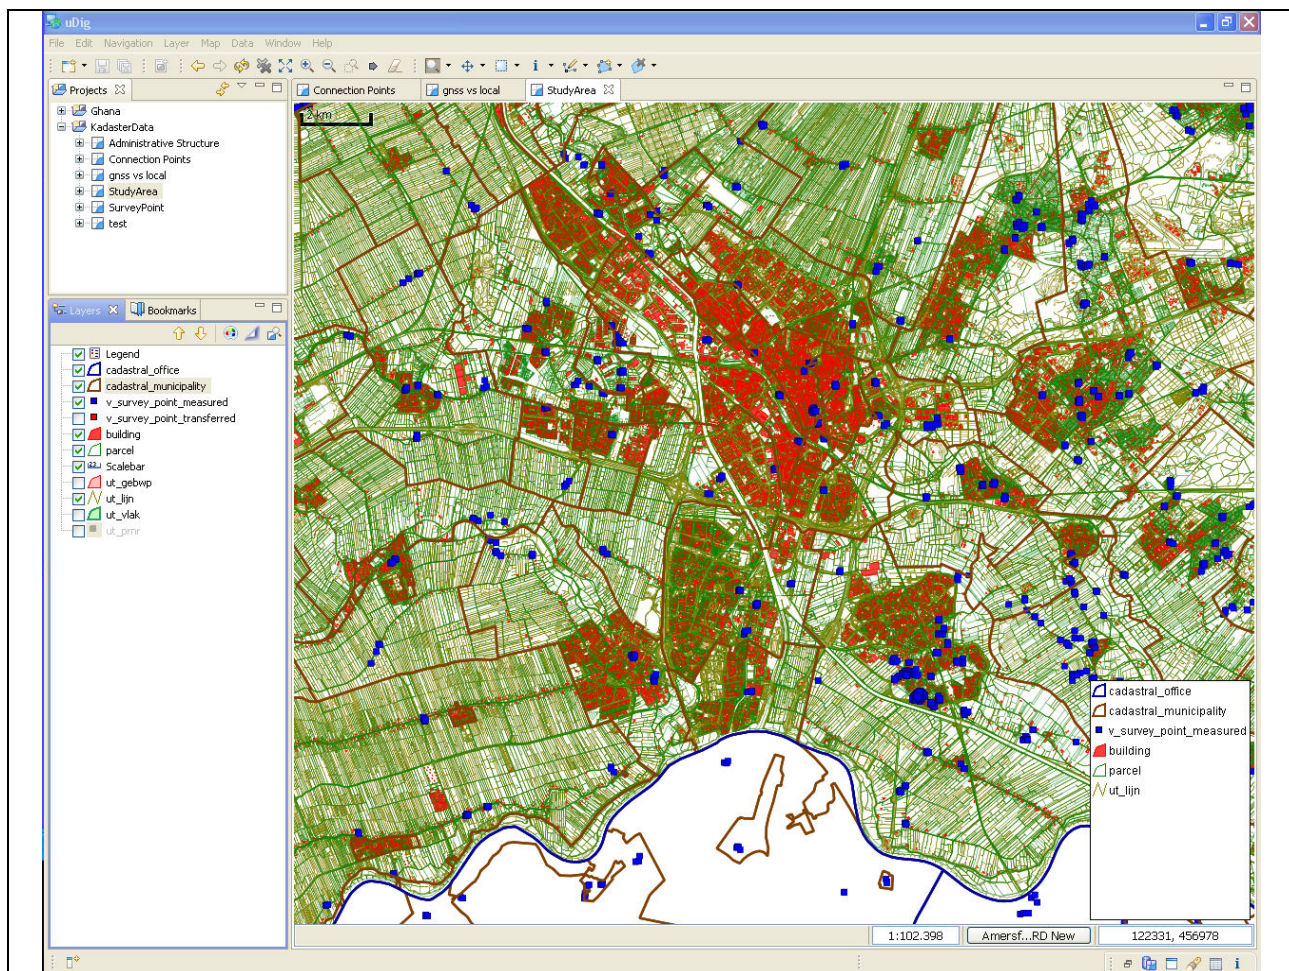 uDig
File Edit Navigation Layer Map Data Window Help
Projects
Ghana
KadasterData
Administrative Structure
Connection Points
gnss vs local
StudyArea
SurveyPoint
test
Layers Bookmarks
Legend
cadastral_office
cadastral_municipality
v_survey_point_measured
v_survey_point_transferred
building
parcel
Scalebar
ut_gebwp
ut_lijn
ut_vlak
ut_prnr
Connection Points gnss vs local StudyArea
2 km
cadastral_office
cadastral_municipality
v_survey_point_measured
building
parcel
ut_lijn
1:102.398 Amersf...RD New 122331, 456978